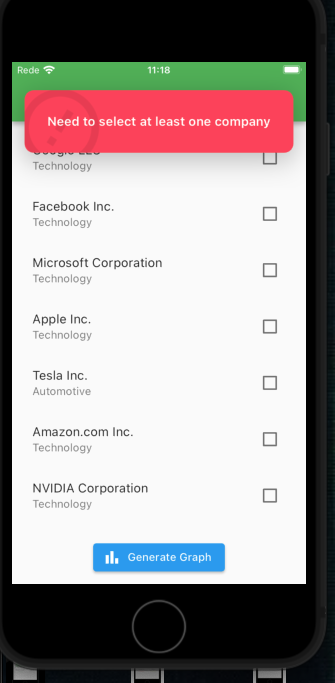 Rede 11:18
Need to select at least one company
Technology
Facebook Inc.
Technology
Microsoft Corporation
Technology
Apple Inc.
Technology
Tesla Inc.
Automotive
Amazon.com Inc.
Technology
NVIDIA Corporation
Technology
Generate Graph